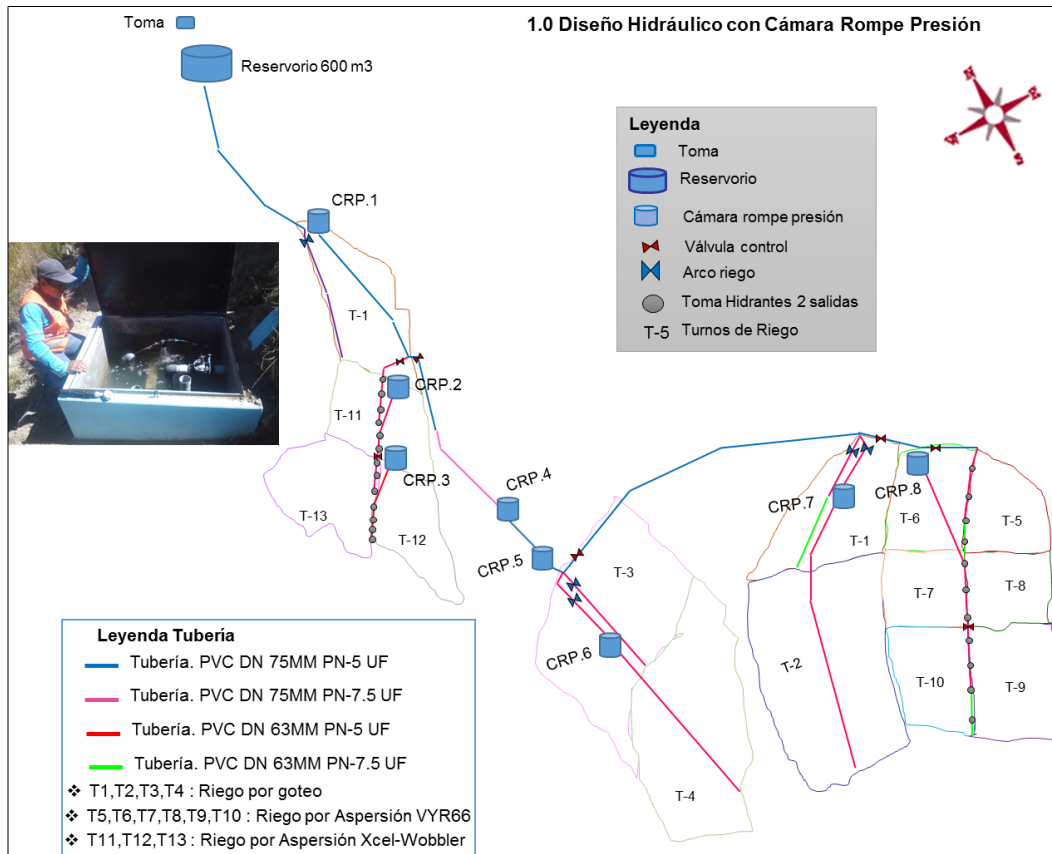 1.0 Diseño Hidráulico con Cámara Rompe Presión
Toma
Reservorio 600 m3
Leyenda
Toma
Reservorio
Cámara rompe presión
Válvula control
Arco riego
Toma Hidrantes 2 salidas
T-5 Turnos de Riego
CRP.1
T-1
CRP.2
T-11
CRP.3
T-13
T-12
CRP.4
CRP.5
T-3
CRP.6
T-4
CRP.7
T-1
T-2
CRP.8
T-6
T-5
T-7
T-8
T-10
T-9
Leyenda Tubería
Tubería. PVC DN 75MM PN-5 UF
Tubería. PVC DN 75MM PN-7.5 UF
Tubería. PVC DN 63MM PN-5 UF
Tubería. PVC DN 63MM PN-7.5 UF
❖ T1,T2,T3,T4 : Riego por goteo
❖ T5,T6,T7,T8,T9,T10 : Riego por Aspersión VYR66
❖ T11,T12,T13 : Riego por Aspersión Xcel-Wobbler